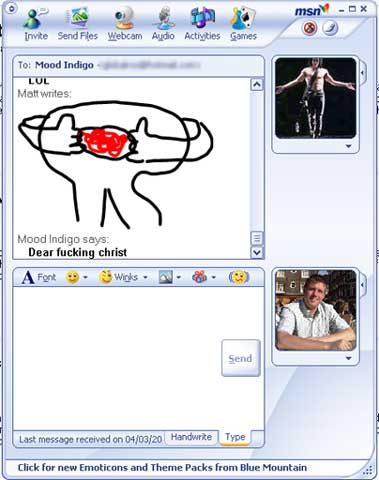 msn
Invite Send Files Webcam Audio Activities Games
To: Mood Indigo
LOL
Matt writes:
Mood Indigo says:
Dear fucking christ
Font Winks
Send
Last message received on 04/03/20
Handwrite Type
Click for new Emoticons and Theme Packs from Blue Mountain